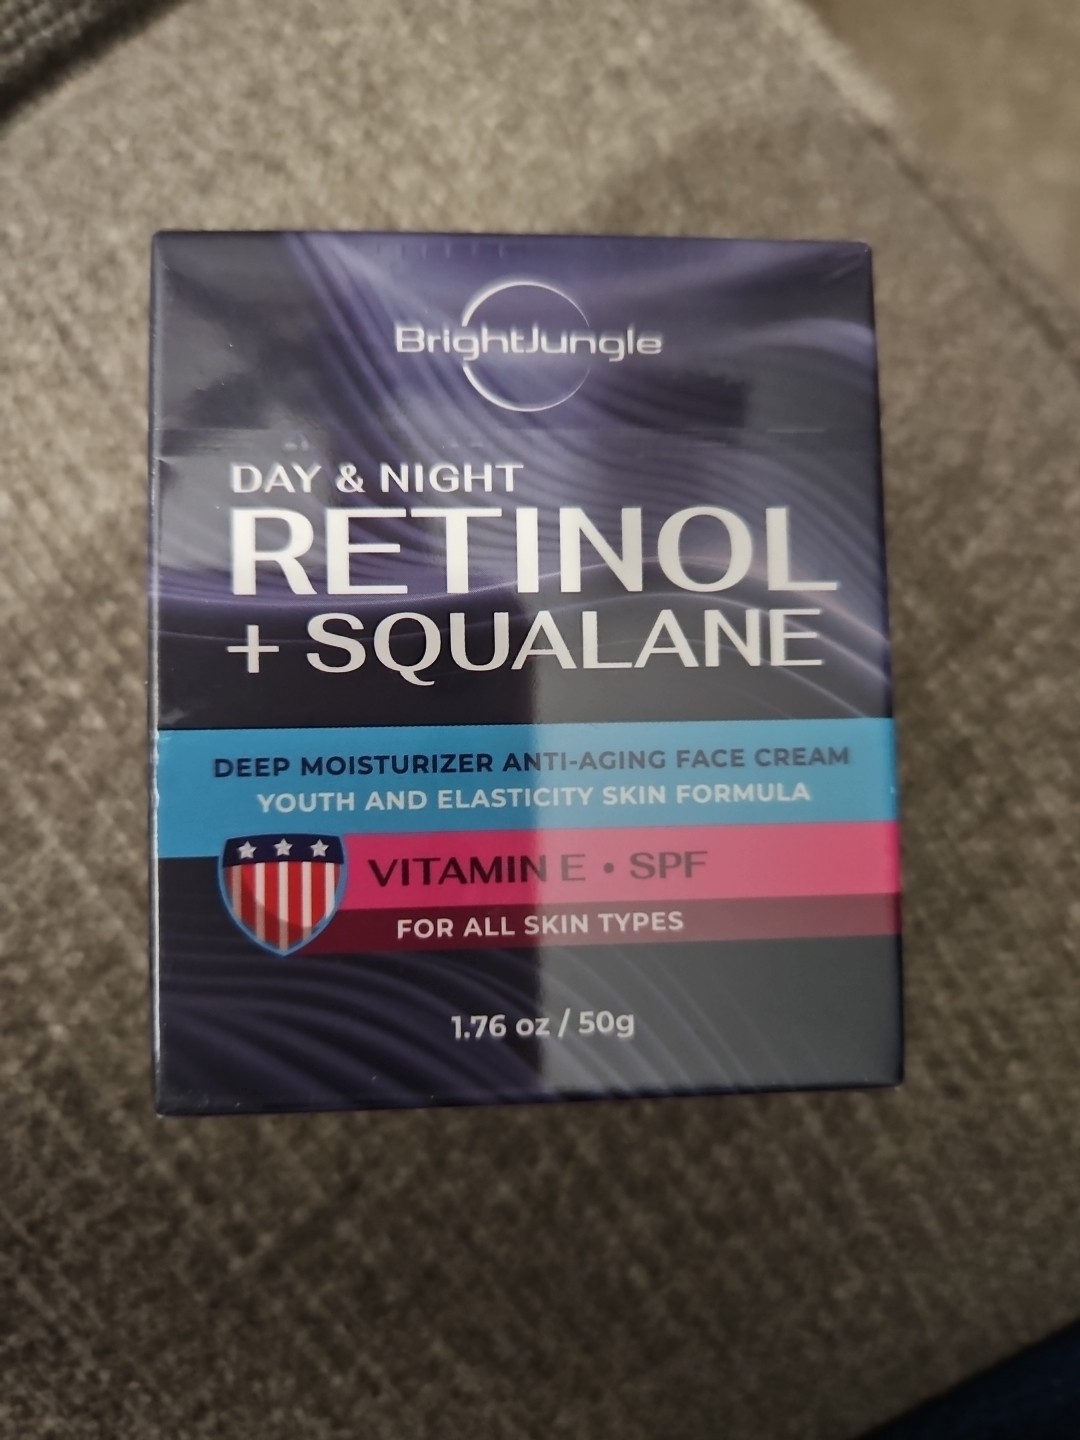 BrightJungle
DAY & NIGHT
RETINOL
+ SQUALANE
DEEP MOISTURIZER ANTI-AGING FACE CREAM
YOUTH AND ELASTICITY SKIN FORMULA
VITAMIN E • SPF
FOR ALL SKIN TYPES
1.76 oz / 50g